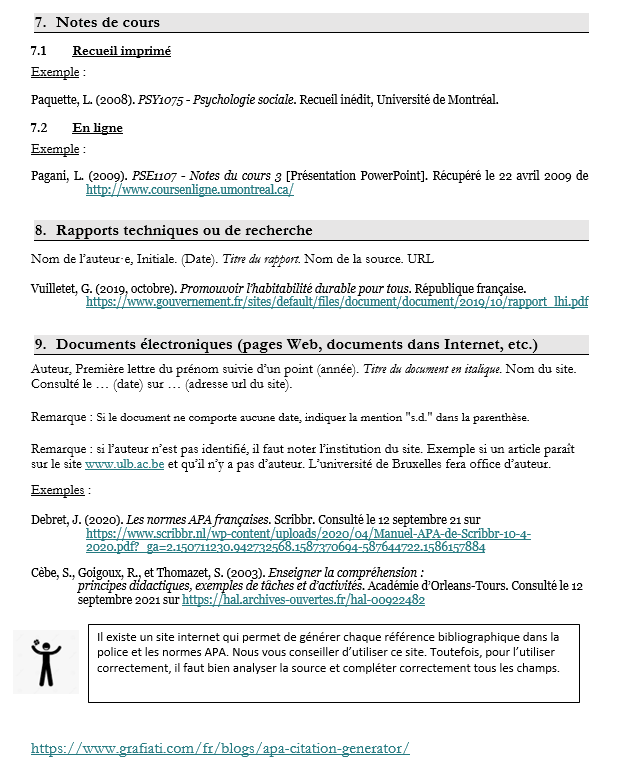 7. Notes de cours
7.1 Recueil imprimé
Exemple :
Paquette, L. (2008). PSY1075 - Psychologie sociale. Recueil inédit, Université de Montréal.
7.2 En ligne
Exemple :
Pagani, L. (2009). PSE1107 - Notes du cours 3 [Présentation PowerPoint]. Récupéré le 22 avril 2009 de
http://www.coursenligne.umontreal.ca/
8. Rapports techniques ou de recherche
Nom de l'auteur·e, Initiale. (Date). Titre du rapport. Nom de la source. URL
Vuilletet, G. (2019, octobre). Promouvoir l'habitabilité durable pour tous. République française.
https://www.gouvernement.fr/sites/default/files/document/document/2019/10/rapport_lhi.pdf
9. Documents électroniques (pages Web, documents dans Internet, etc.)
Auteur, Première lettre du prénom suivie d'un point (année). Titre du document en italique. Nom du site.
Consulté le … (date) sur … (adresse url du site).
Remarque : Si le document ne comporte aucune date, indiquer la mention "s.d." dans la parenthèse.
Remarque : si l'auteur n'est pas identifié, il faut noter l'institution du site. Exemple si un article paraît
sur le site www.ulb.ac.be et qu'il n'y a pas d'auteur. L'université de Bruxelles fera office d'auteur.
Exemples :
Debret, J. (2020). Les normes APA françaises. Scribbr. Consulté le 12 septembre 21 sur
https://www.scribbr.nl/wp-content/uploads/2020/04/Manuel-APA-de-Scribbr-10-4-
2020.pdf?_ga=2.150711230.942732568.1587370694-587644722.1586157884
Cèbe, S., Goigoux, R., et Thomazet, S. (2003). Enseigner la compréhension :
principes didactiques, exemples de tâches et d'activités. Académie d'Orleans-Tours. Consulté le 12
septembre 2021 sur https://hal.archives-ouvertes.fr/hal-00922482
Il existe un site internet qui permet de générer chaque référence bibliographique dans la
police et les normes APA. Nous vous conseiller d'utiliser ce site. Toutefois, pour l'utiliser
correctement, il faut bien analyser la source et compléter correctement tous les champs.
https://www.grafiati.com/fr/blogs/apa-citation-generator/